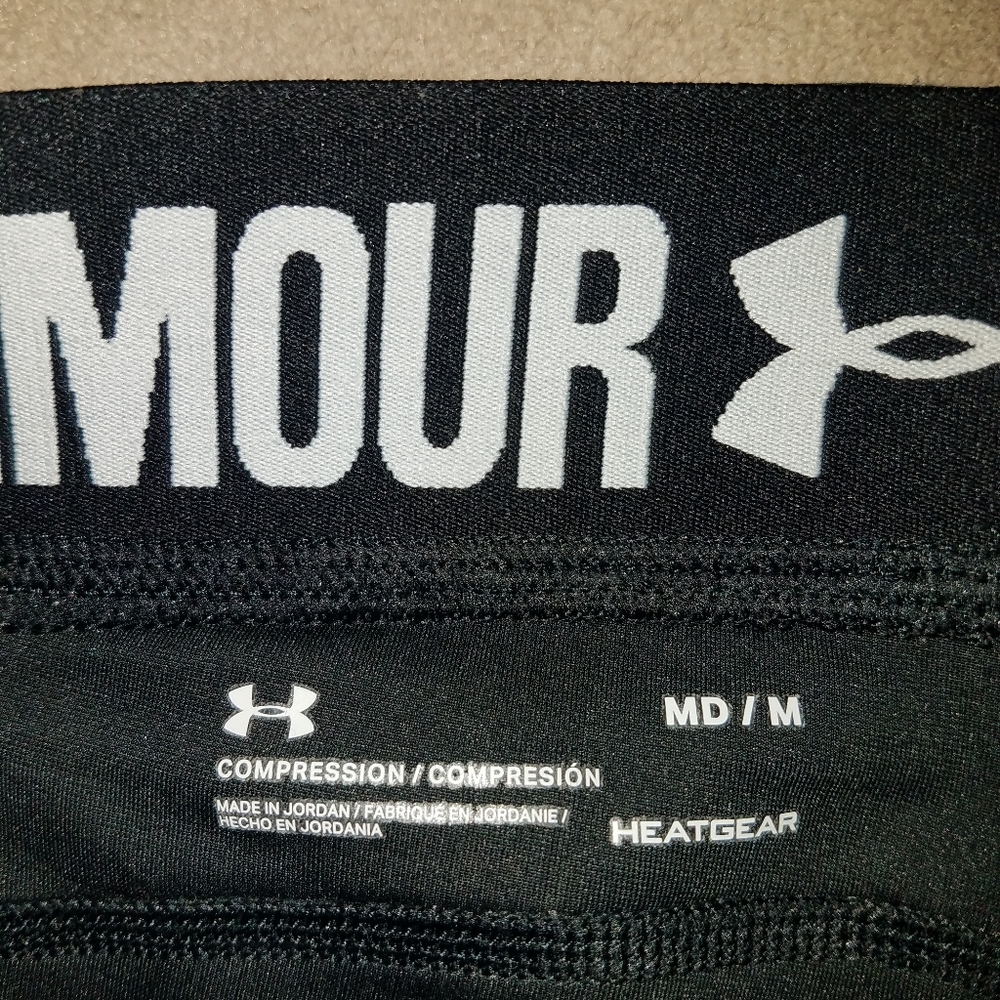 MOUR
MD / M
COMPRESSION / COMPRESIÓN
MADE IN JORDAN / FABRIQUÉ EN JORDANIE /
HECHO EN JORDANIA
HEATGEAR